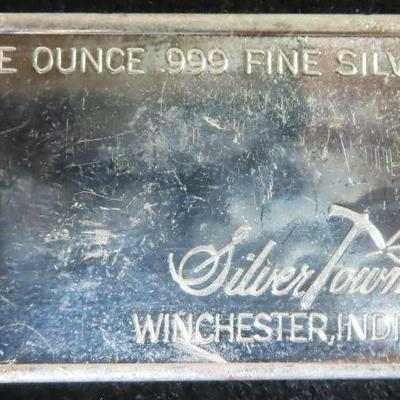 E OUNCE .999 FINE SILV
SilverTown
WINCHESTER, INDI